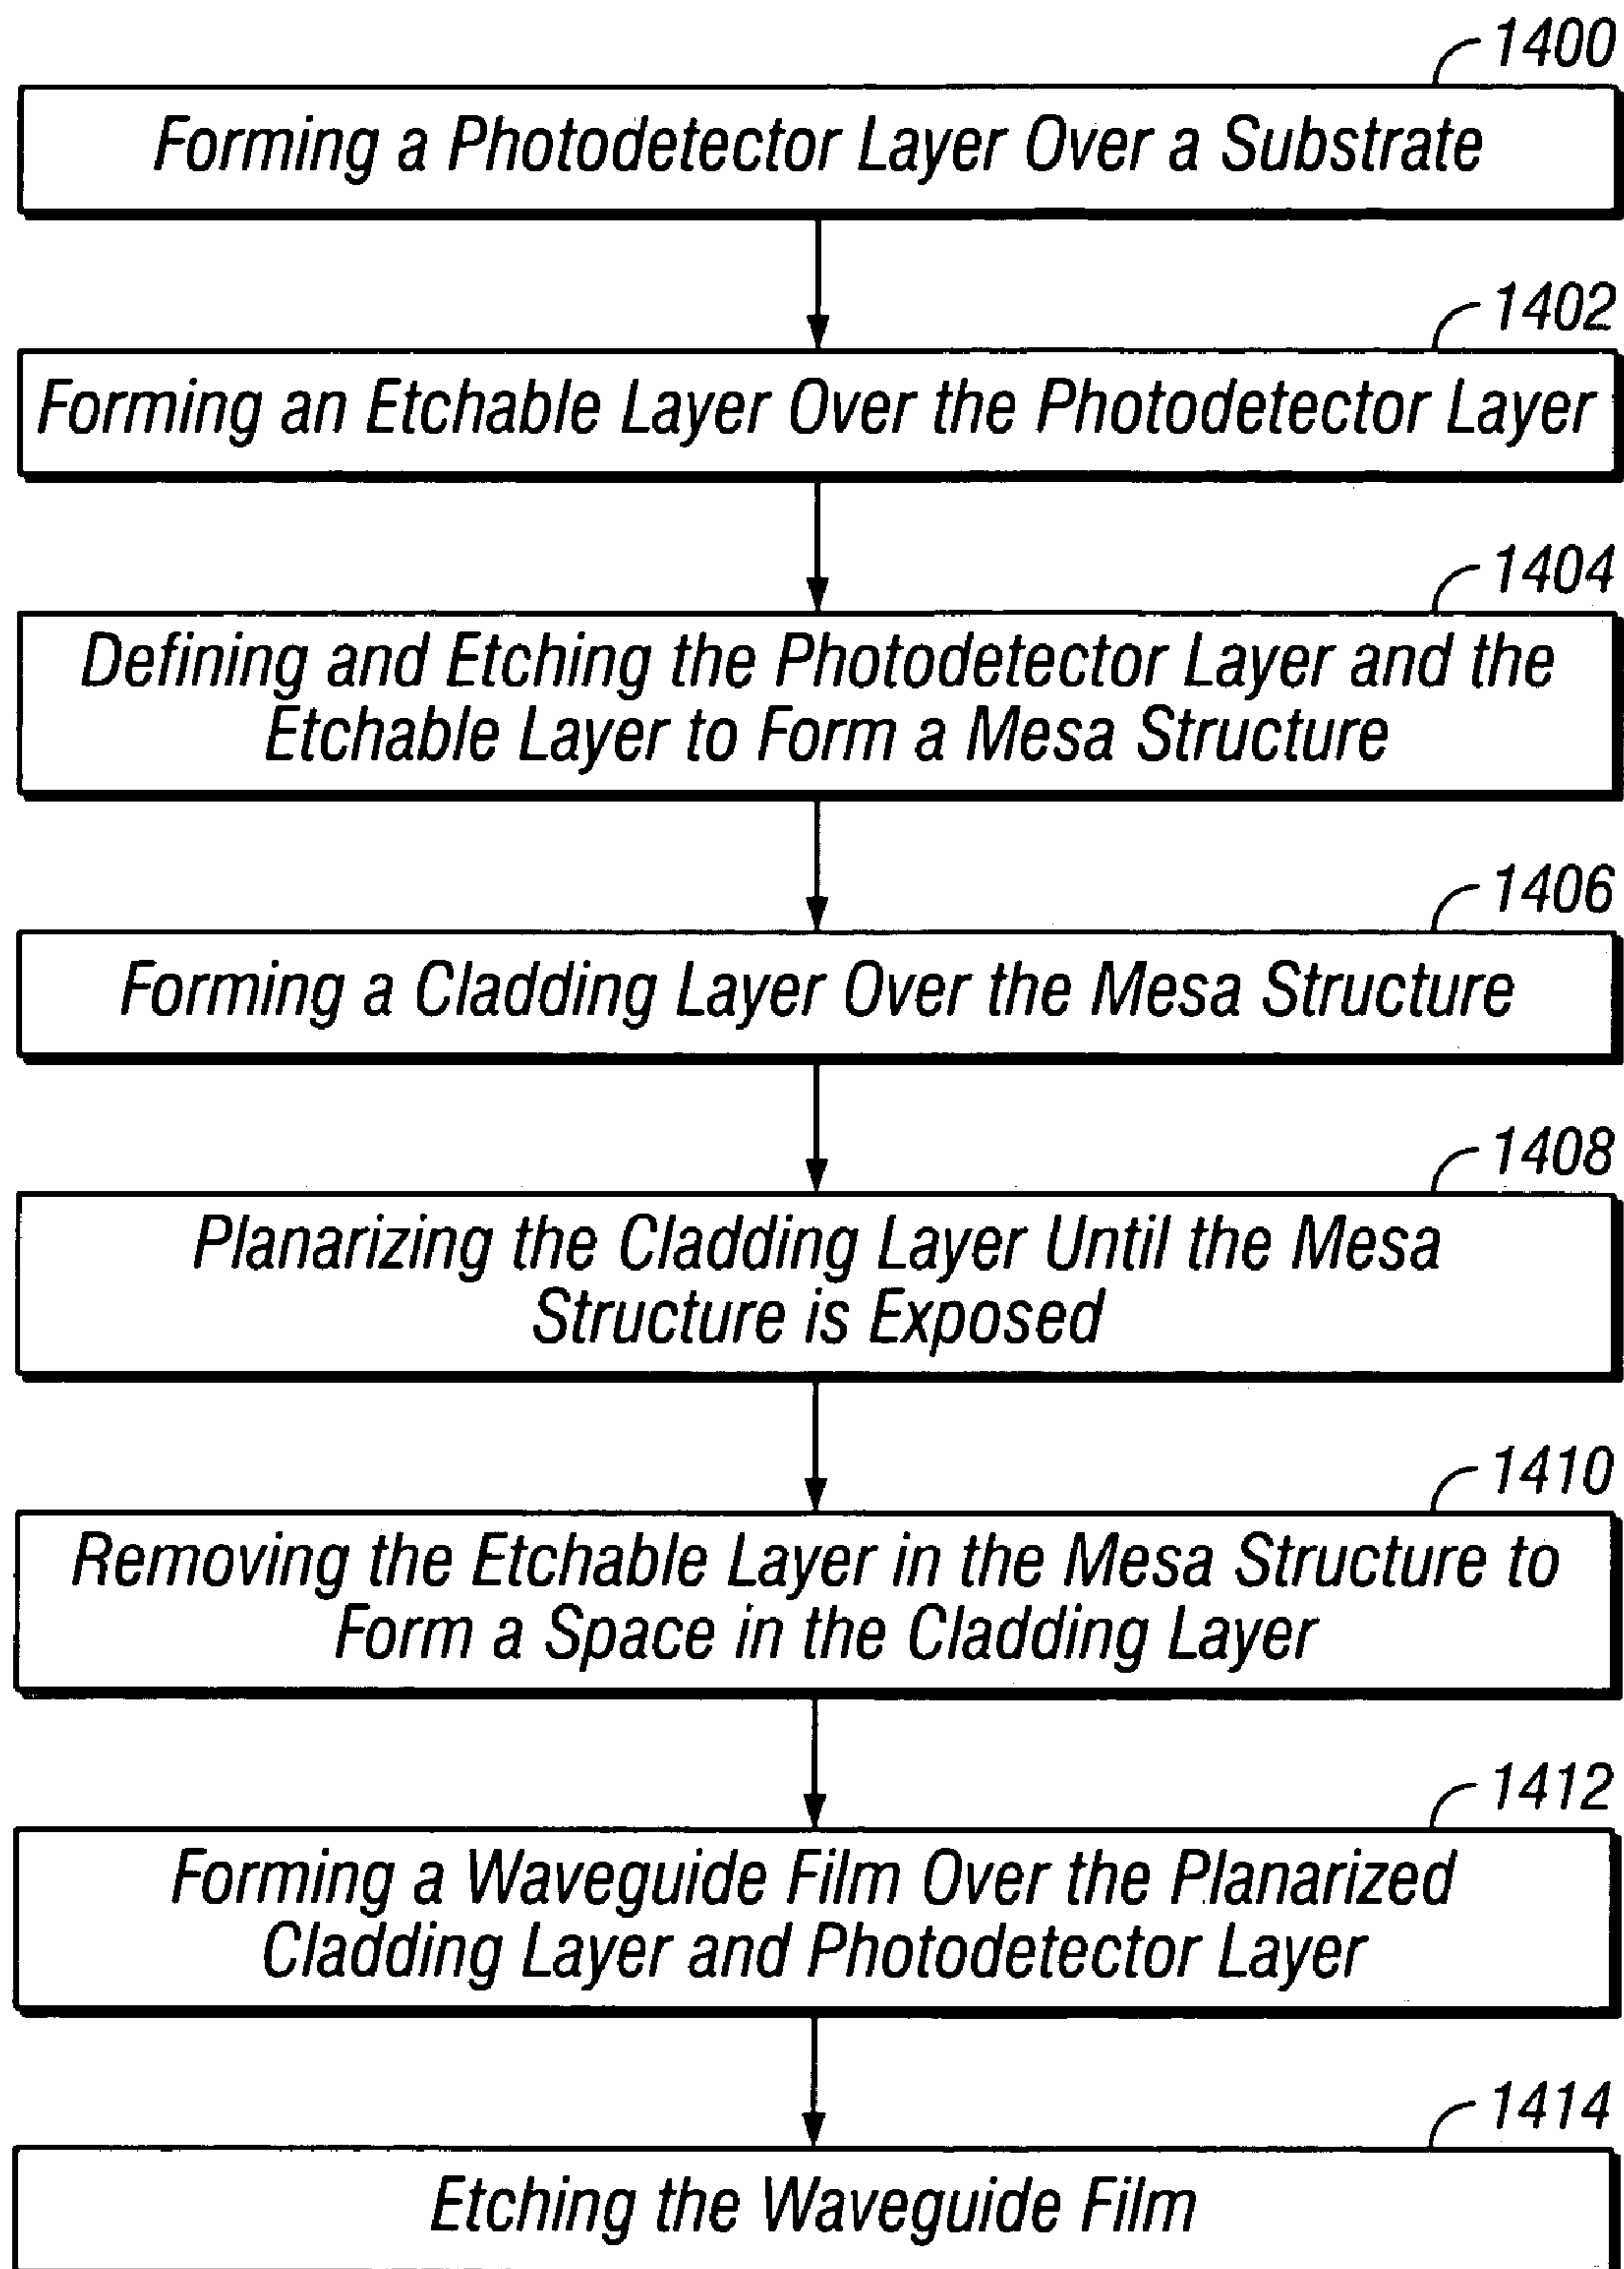 1400
Forming a Photodetector Layer Over a Substrate
1402
Forming an Etchable Layer Over the Photodetector Layer
1404
Defining and Etching the Photodetector Layer and the
Etchable Layer to Form a Mesa Structure
1406
Forming a Cladding Layer Over the Mesa Structure
1408
Planarizing the Cladding Layer Until the Mesa
Structure is Exposed
1410
Removing the Etchable Layer in the Mesa Structure to
Form a Space in the Cladding Layer
1412
Forming a Waveguide Film Over the Planarized
Cladding Layer and Photodetector Layer
1414
Etching the Waveguide Film